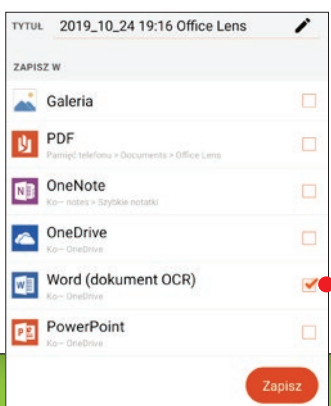 TYTUŁ 2019_10_24 19:16 Office Lens
ZAPISZ W
Galeria
PDF
Pamięć telefonu > Documents > Office Lens
OneNote
Ko— notes > Szybkie notatki
OneDrive
Ko— OneDrive
Word (dokument OCR)
Ko— OneDrive
PowerPoint
Ko— OneDrive
Zapisz